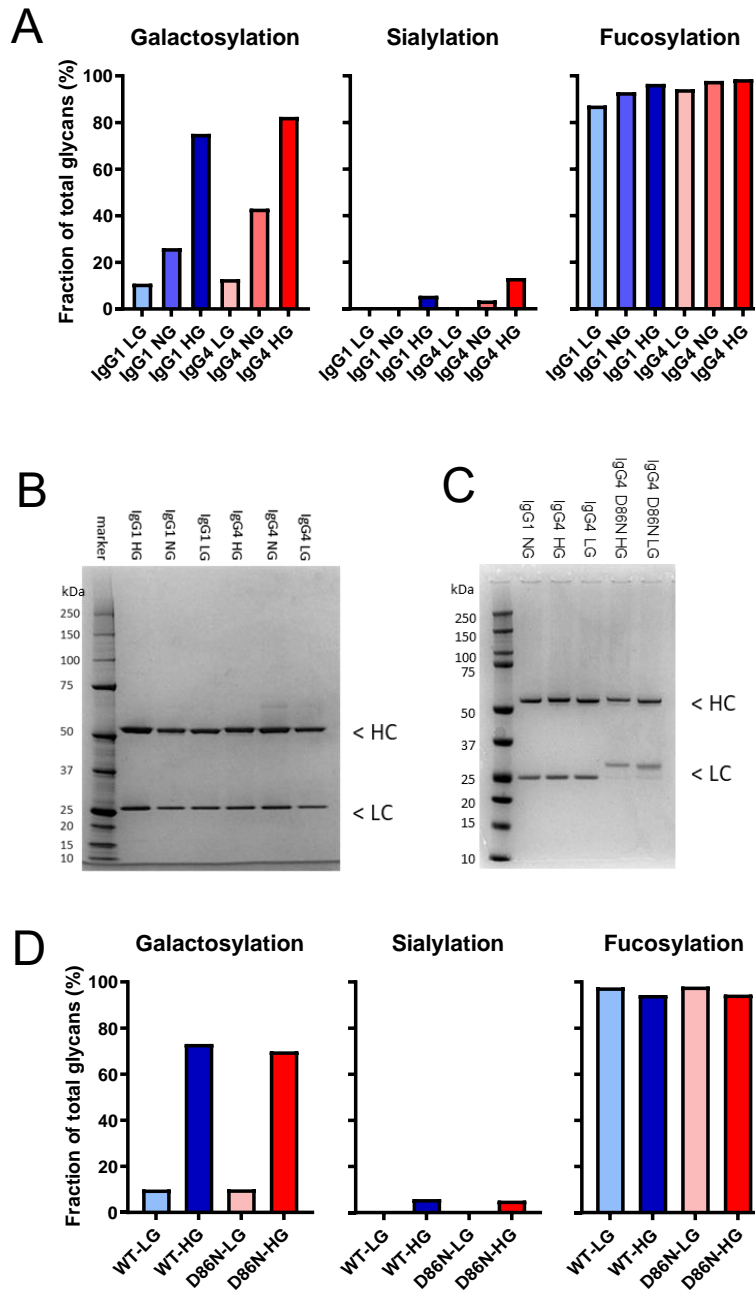 A
Galactosylation
Sialylation
Fucosylation
Fraction of total glycans (%)
100
80
60
40
20
0
IgG1 LG
IgG1 NG
IgG1 HG
IgG4 LG
IgG4 NG
IgG4 HG
IgG1 LG
IgG1 NG
IgG1 HG
IgG4 LG
IgG4 NG
IgG4 HG
IgG1 LG
IgG1 NG
IgG1 HG
IgG4 LG
IgG4 NG
IgG4 HG
B
marker
IgG1 HG
IgG1 NG
IgG1 LG
IgG4 HG
IgG4 NG
IgG4 LG
kDa
250
150
100
75
50
37
25
20
15
10
< HC
< LC
C
IgG1 NG
IgG4 HG
IgG4 LG
IgG4 D86N HG
IgG4 D86N LG
kDa
250
150
100
75
50
37
25
20
15
10
< HC
< LC
D
Galactosylation
Sialylation
Fucosylation
Fraction of total glycans (%)
100
80
60
40
20
0
WT-LG
WT-HG
D86N-LG
D86N-HG
WT-LG
WT-HG
D86N-LG
D86N-HG
WT-LG
WT-HG
D86N-LG
D86N-HG